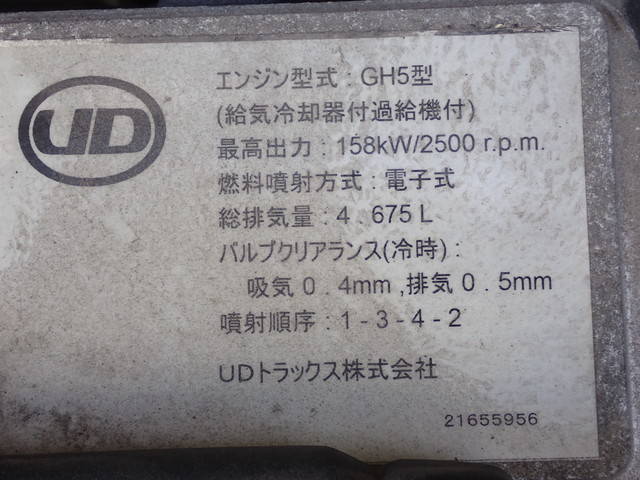 UD
エンジン型式 : GH5型
(給気冷却器付過給機付)
最高出力 : 158kW/2500 r.p.m.
燃料噴射方式 : 電子式
総排気量 : 4 . 675 L
バルブクリアランス(冷時) :
吸気 0 . 4mm ,排気 0 . 5mm
噴射順序 : 1 - 3 - 4 - 2
UDトラックス株式会社
21655956